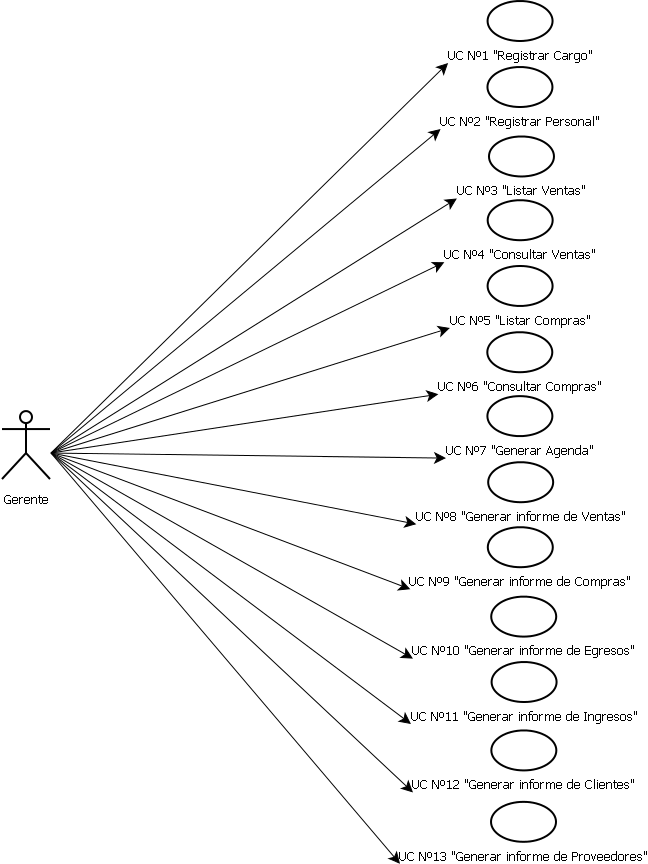 UC Nº1 "Registrar Cargo"
UC Nº2 "Registrar Personal"
UC Nº3 "Listar Ventas"
UC Nº4 "Consultar Ventas"
UC Nº5 "Listar Compras"
UC Nº6 "Consultar Compras"
UC Nº7 "Generar Agenda"
Gerente
UC Nº8 "Generar informe de Ventas"
UC Nº9 "Generar informe de Compras"
UC Nº10 "Generar informe de Egresos"
UC Nº11 "Generar informe de Ingresos"
UC Nº12 "Generar informe de Clientes"
UC Nº13 "Generar informe de Proveedores"